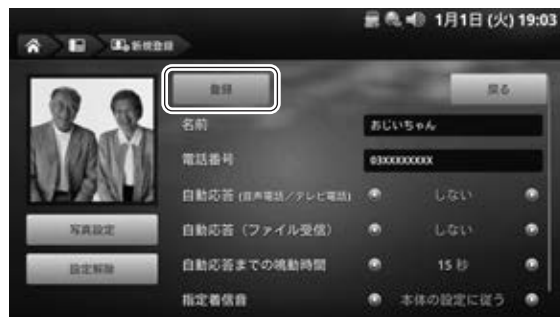 1月1日 (火) 19:03
新規登録
登録
戻る
名前
おじいちゃん
電話番号
03XXXXXXXX
自動応答 (音声電話/テレビ電話)
しない
写真設定
自動応答 (ファイル受信)
しない
設定解除
自動応答までの鳴動時間
15 秒
指定着信音
本体の設定に従う